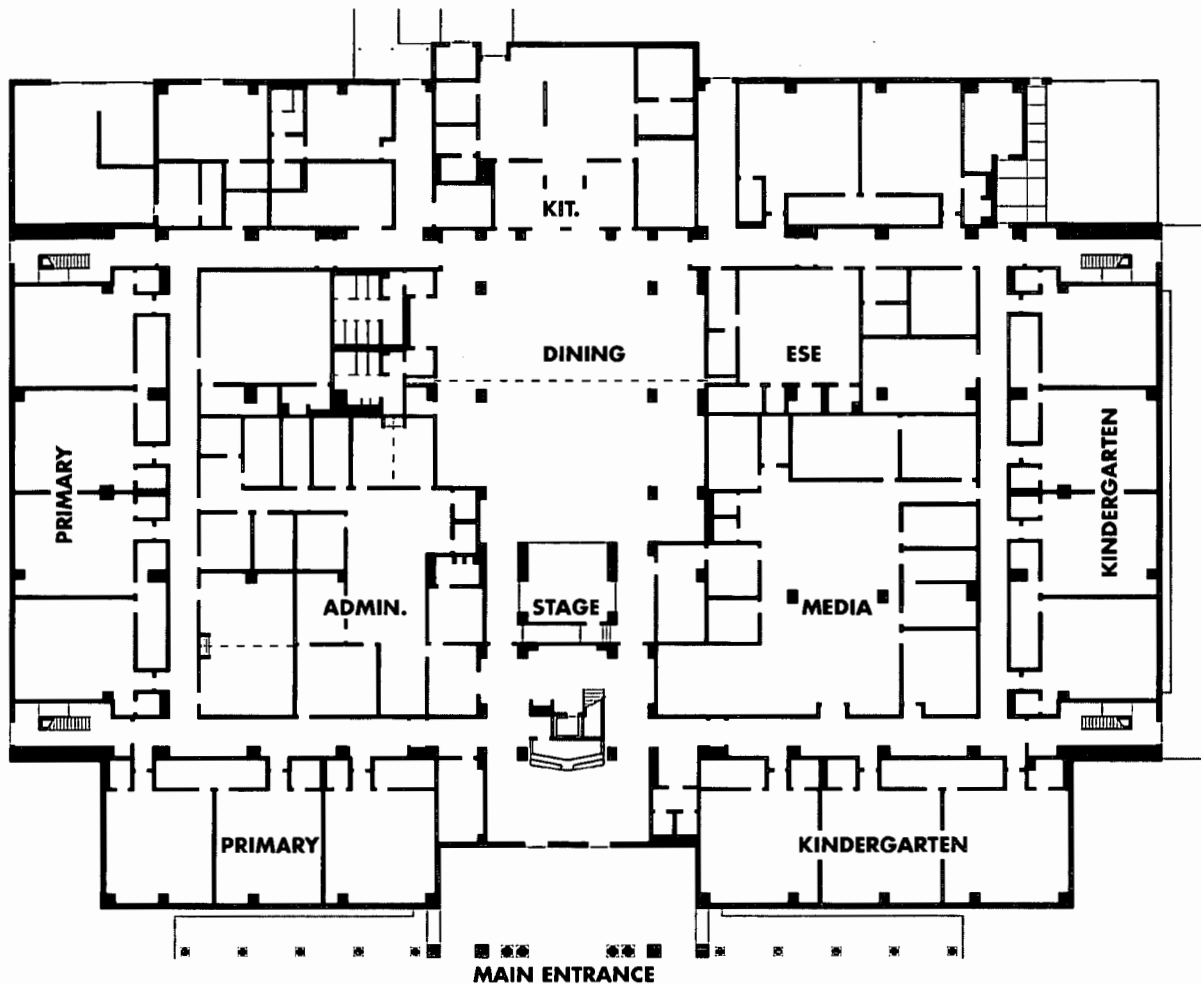 KIT.
DINING
ESE
PRIMARY
KINDERGARTEN
ADMIN.
STAGE
MEDIA
PRIMARY
KINDERGARTEN
MAIN ENTRANCE